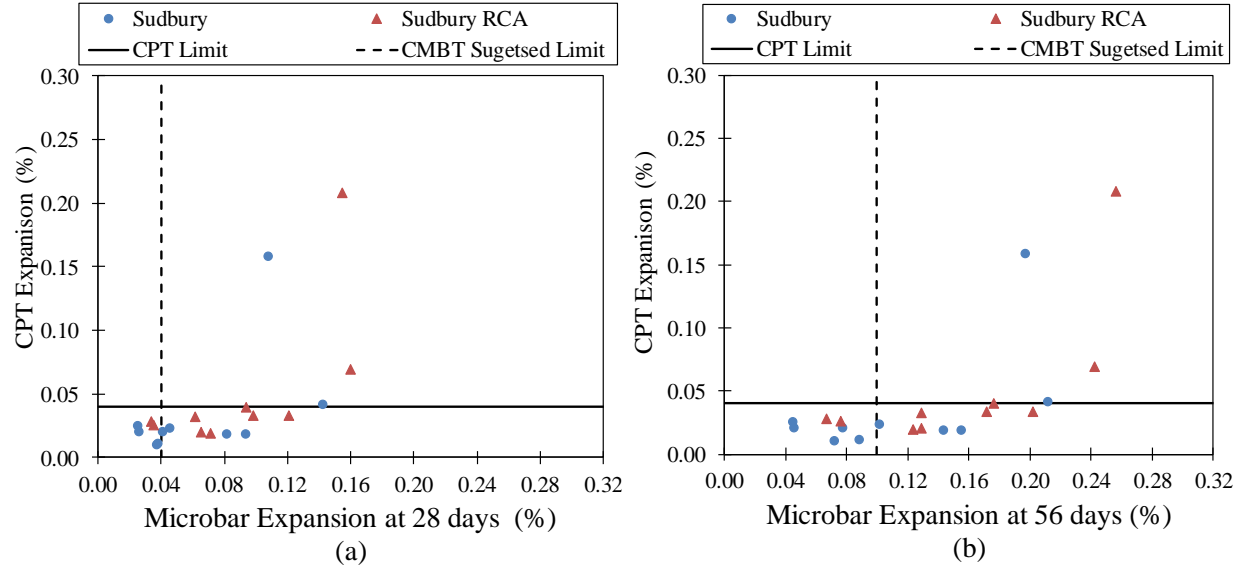 Sudbury
Sudbury RCA
CPT Limit
CMBT Sugetsed Limit
0.30
0.25
0.20
0.15
0.10
0.05
0.00
CPT Expanison (%)
0.00 0.04 0.08 0.12 0.16 0.20 0.24 0.28 0.32
Microbar Expansion at 28 days (%)
(a)
Sudbury
Sudbury RCA
CPT Limit
CMBT Sugetsed Limit
0.30
0.25
0.20
0.15
0.10
0.05
0.00
CPT Expanison (%)
0.00 0.04 0.08 0.12 0.16 0.20 0.24 0.28 0.32
Microbar Expansion at 56 days (%)
(b)